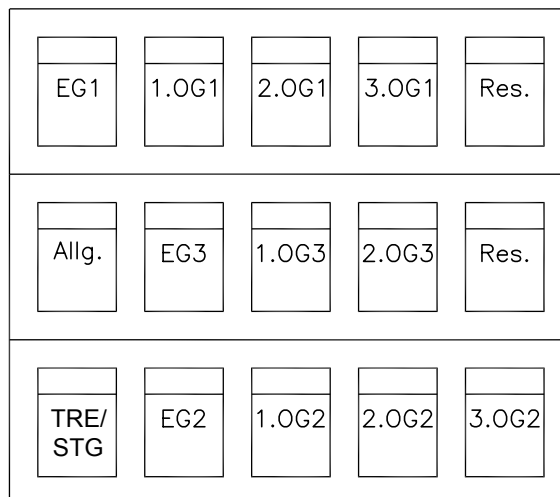 EG1 1.OG1 2.OG1 3.OG1 Res.
Allg. EG3 1.OG3 2.OG3 Res.
TRE/
STG EG2 1.OG2 2.OG2 3.OG2